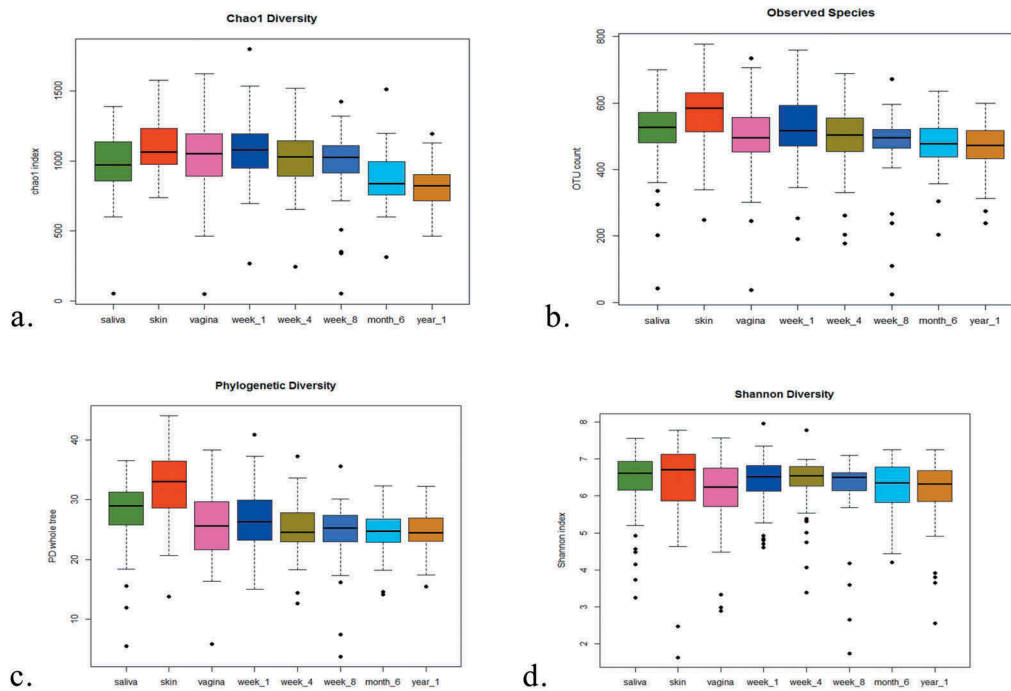 Chao1 Diversity
chao1 index
1500
1000
500
0
saliva skin vagina week_1 week_4 week_8 month_6 year_1
a.
Observed Species
OTU count
800
600
400
200
0
saliva skin vagina week_1 week_4 week_8 month_6 year_1
b.
Phylogenetic Diversity
PD whole tree
40
30
20
10
saliva skin vagina week_1 week_4 week_8 month_6 year_1
c.
Shannon Diversity
Shannon index
8
7
6
5
4
3
2
saliva skin vagina week_1 week_4 week_8 month_6 year_1
d.